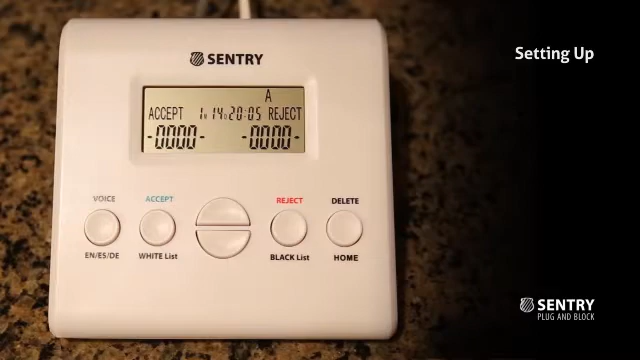 Setting Up
SENTRY
A
ACCEPT 1 14 20:05 REJECT
-0000- -0000-
VOICE ACCEPT REJECT DELETE
EN/ES/DE WHITE List BLACK List HOME
SENTRY
PLUG AND BLOCK